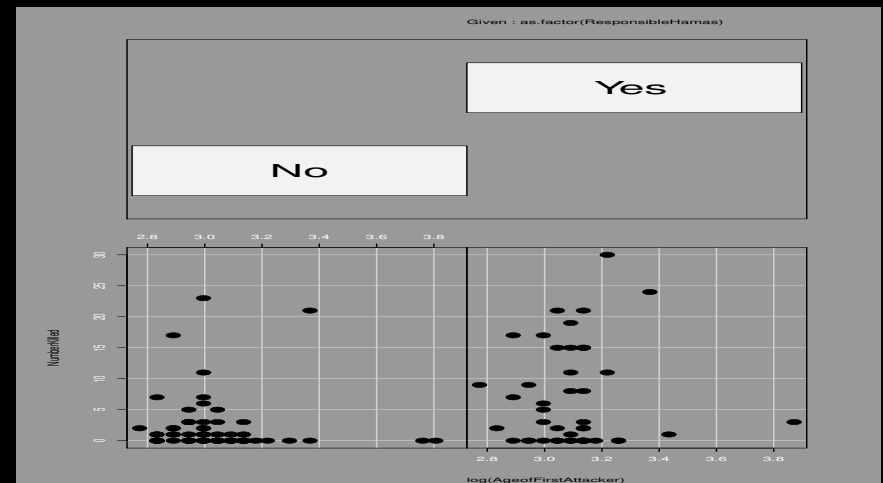 Given : as.factor(ResponsibleHamas)
Yes
No
2.8 3.0 3.2 3.4 3.6 3.8
30
25
20
15
10
5
0
NumberKilled
2.8 3.0 3.2 3.4 3.6 3.8
log(AgeofFirstAttacker)